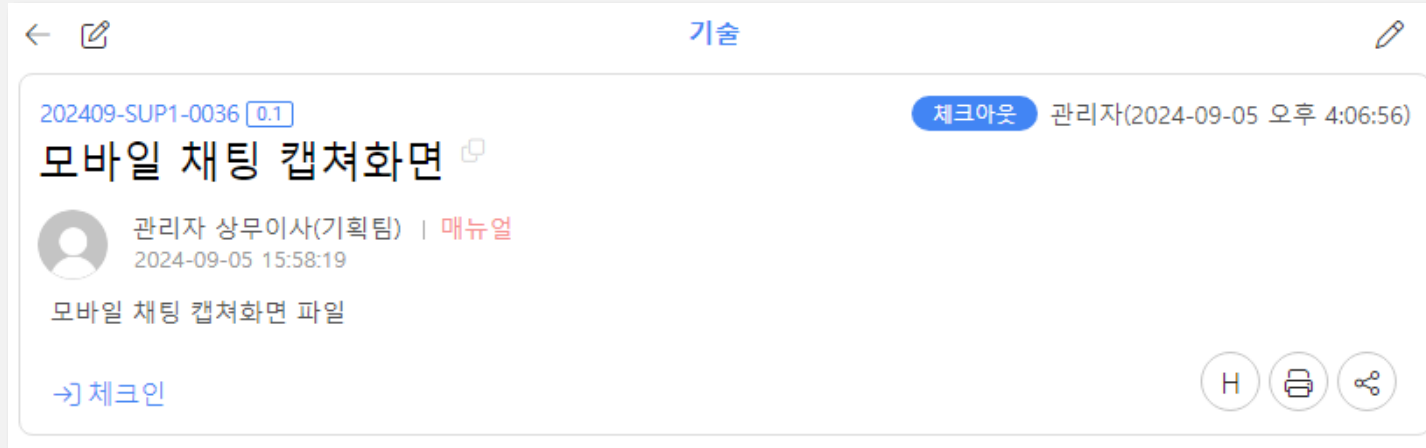 기술
202409-SUP1-0036 0.1
체크아웃 관리자(2024-09-05 오후 4:06:56)
모바일 채팅 캡쳐화면
관리자 상무이사(기획팀) | 매뉴얼
2024-09-05 15:58:19
모바일 채팅 캡쳐화면 파일
체크인
H